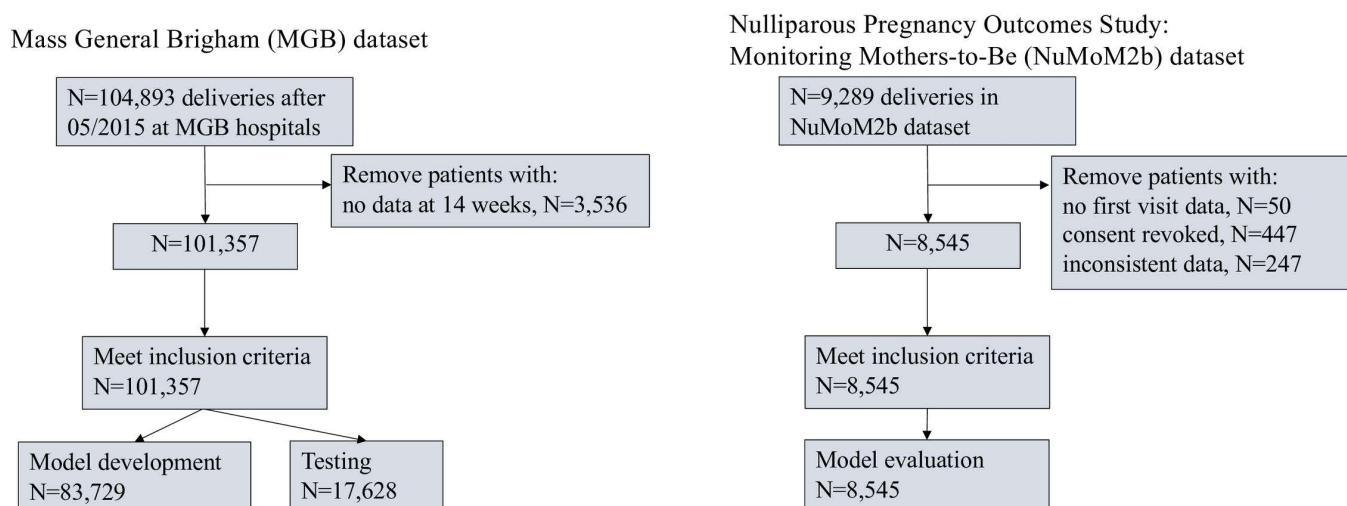 Mass General Brigham (MGB) dataset
N=104,893 deliveries after
05/2015 at MGB hospitals
Remove patients with:
no data at 14 weeks, N=3,536
N=101,357
Meet inclusion criteria
N=101,357
Model development
N=83,729
Testing
N=17,628
Nulliparous Pregnancy Outcomes Study:
Monitoring Mothers-to-Be (NuMoM2b) dataset
N=9,289 deliveries in
NuMoM2b dataset
Remove patients with:
no first visit data, N=50
consent revoked, N=447
inconsistent data, N=247
N=8,545
Meet inclusion criteria
N=8,545
Model evaluation
N=8,545